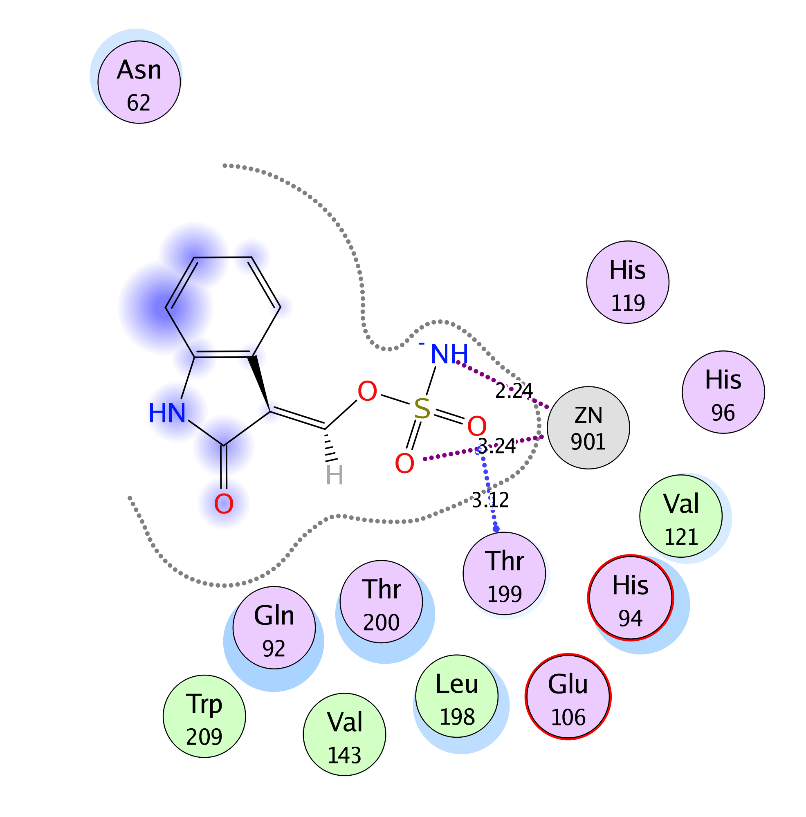 Asn
62
His
119
-
NH
O
2.24
His
96
S
ZN
901
HN
O
3.24
O
H
O
3.12
Val
121
Thr
199
His
94
Thr
200
Gln
92
Leu
198
Glu
106
Trp
209
Val
143